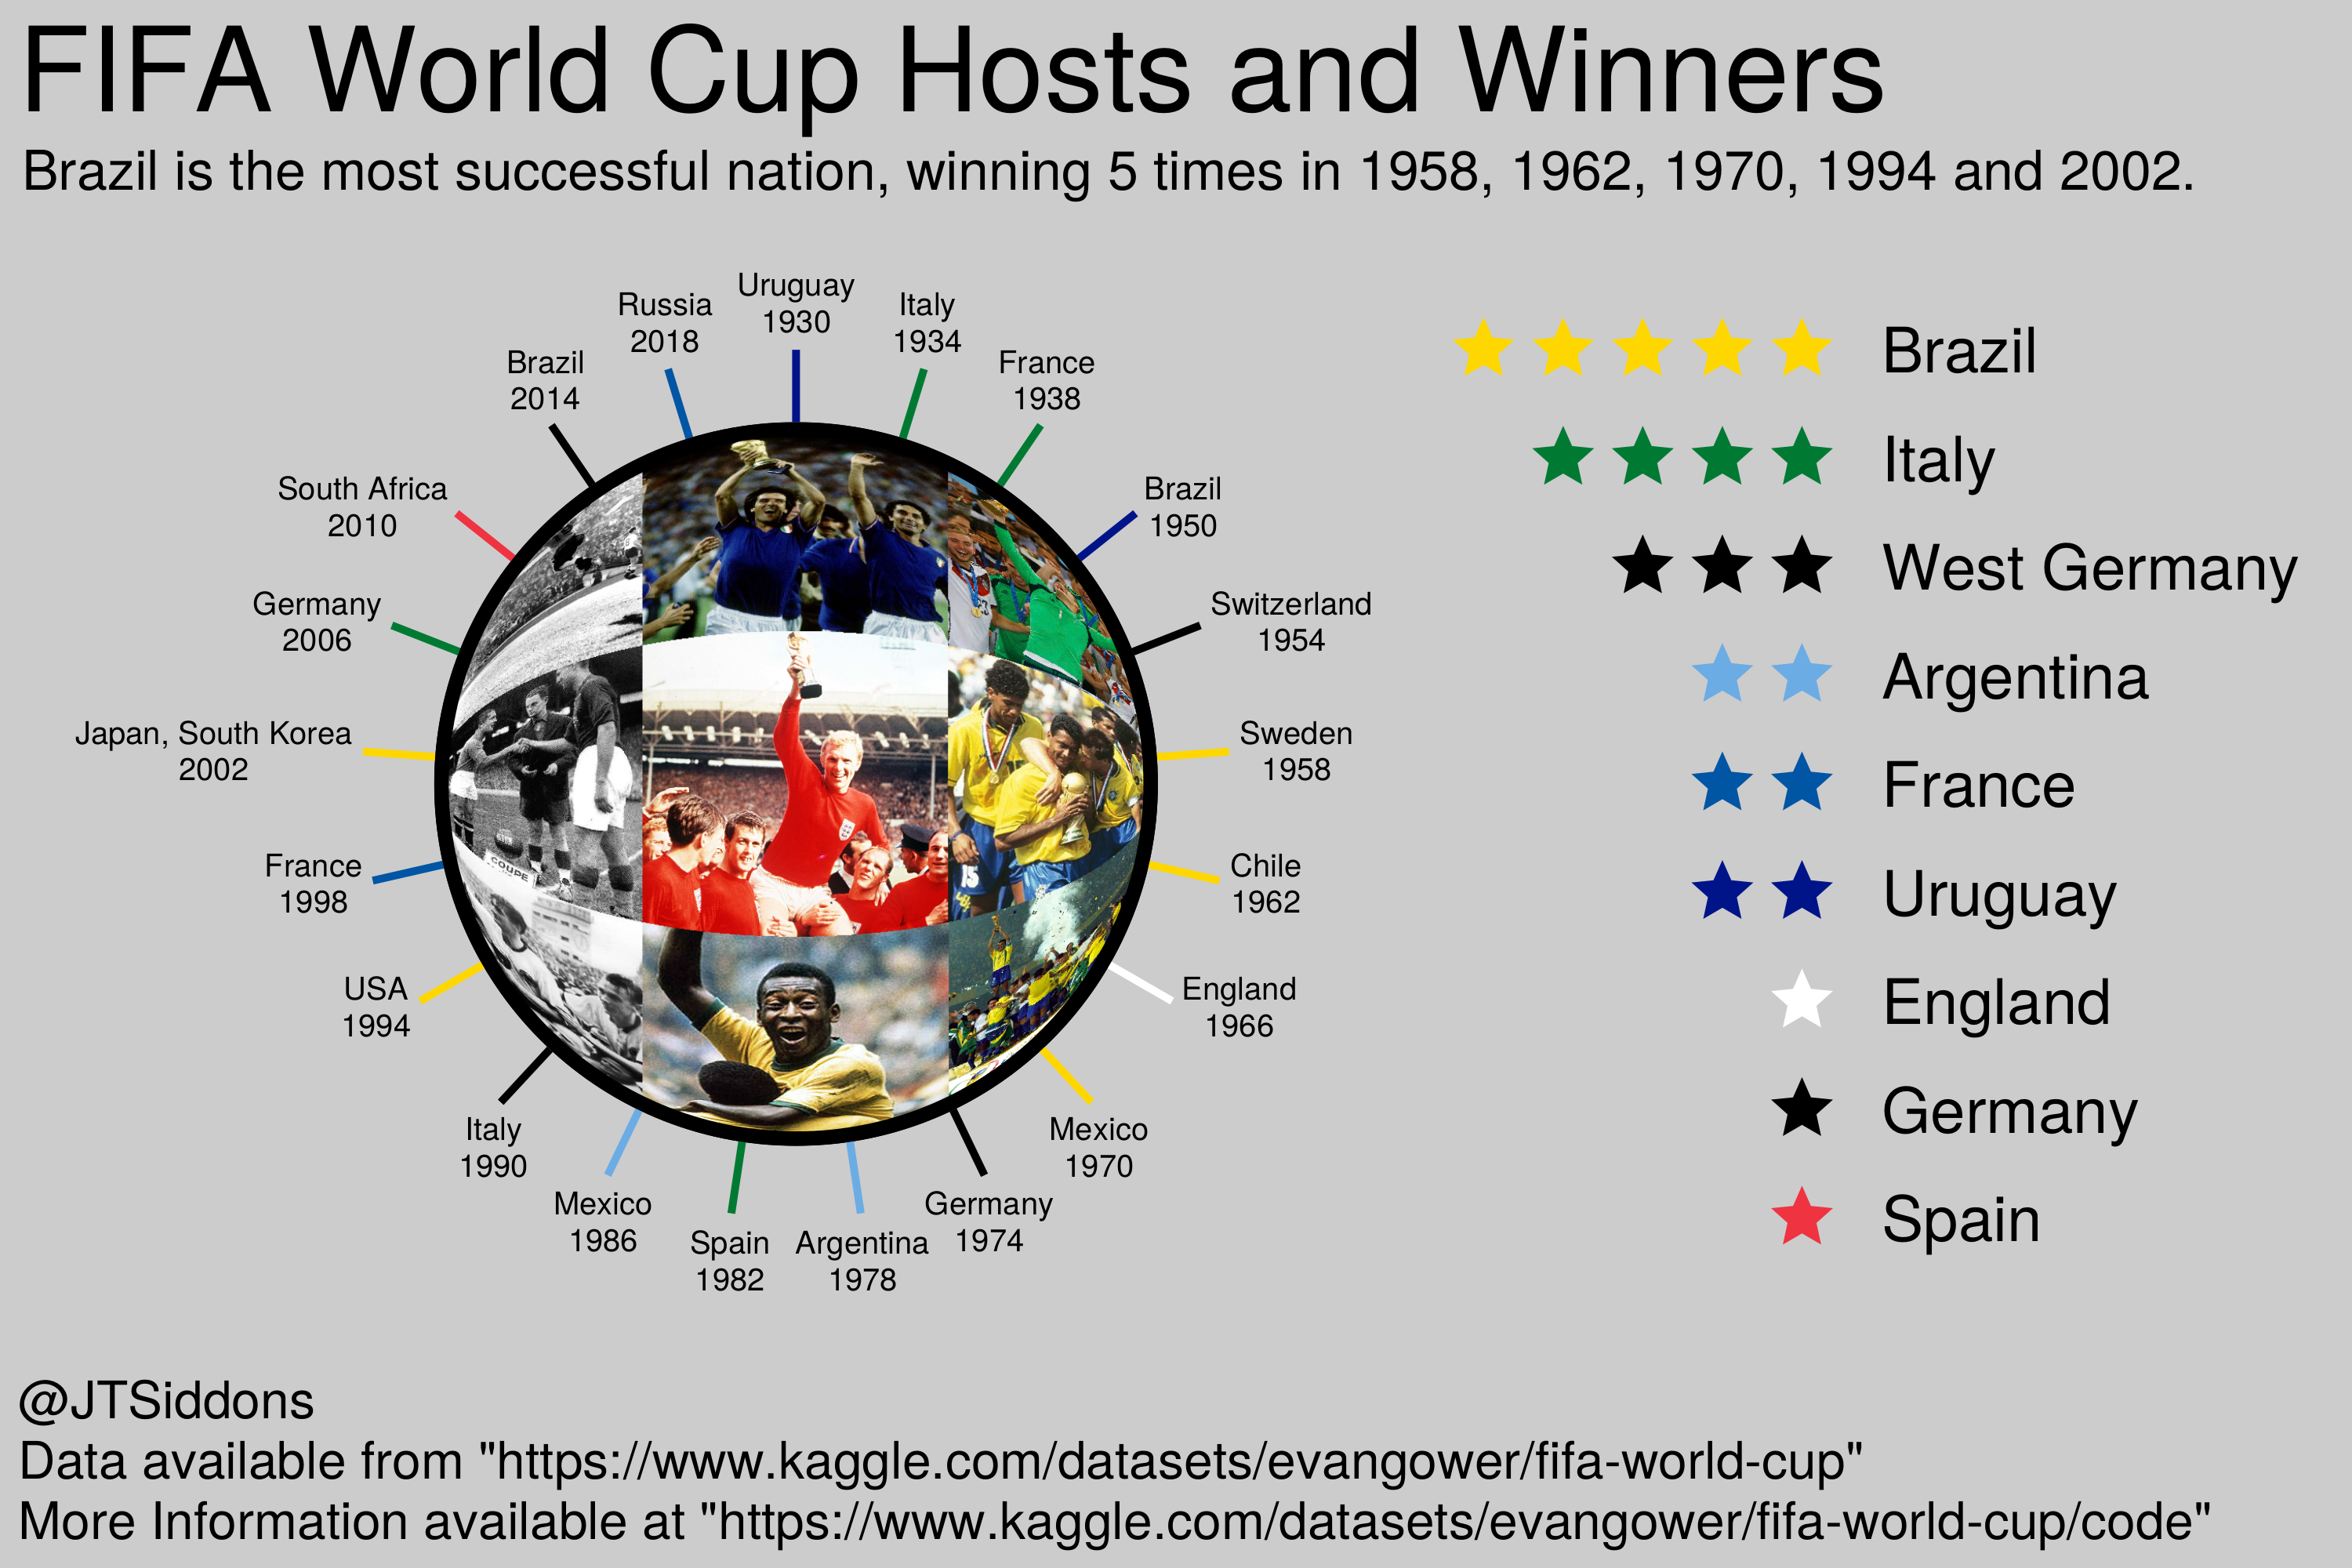 FIFA World Cup Hosts and Winners
Brazil is the most successful nation, winning 5 times in 1958, 1962, 1970, 1994 and 2002.
Uruguay
1930
Italy
1934
France
1938
Brazil
1950
Switzerland
1954
Sweden
1958
Chile
1962
England
1966
Mexico
1970
Germany
1974
Argentina
1978
Spain
1982
Mexico
1986
Italy
1990
USA
1994
France
1998
Japan, South Korea
2002
Germany
2006
South Africa
2010
Brazil
2014
Russia
2018
COUPE
15
Brazil
Italy
West Germany
Argentina
France
Uruguay
England
Germany
Spain
@JTSiddons
Data available from "https://www.kaggle.com/datasets/evangower/fifa-world-cup"
More Information available at "https://www.kaggle.com/datasets/evangower/fifa-world-cup/code"